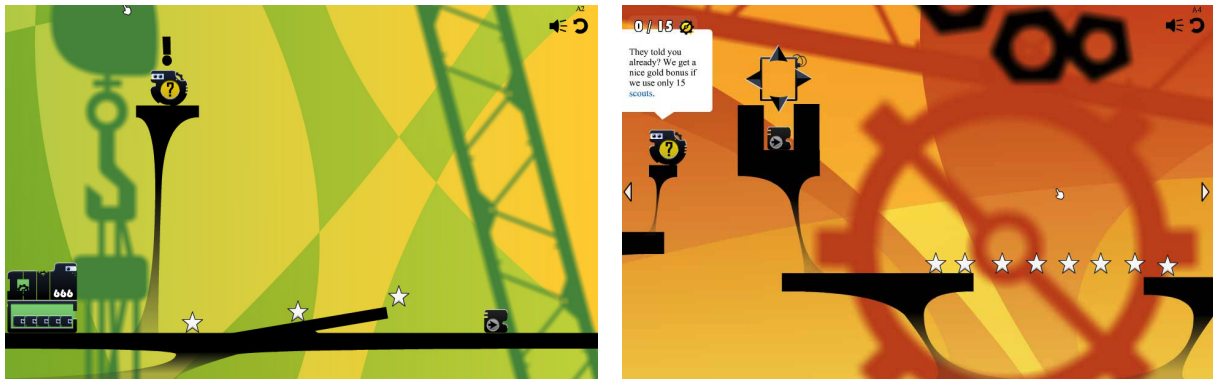 A2
!
?
666
A4
0 / 15
They told you
already? We get a
nice gold bonus if
we use only 15
scouts.
?